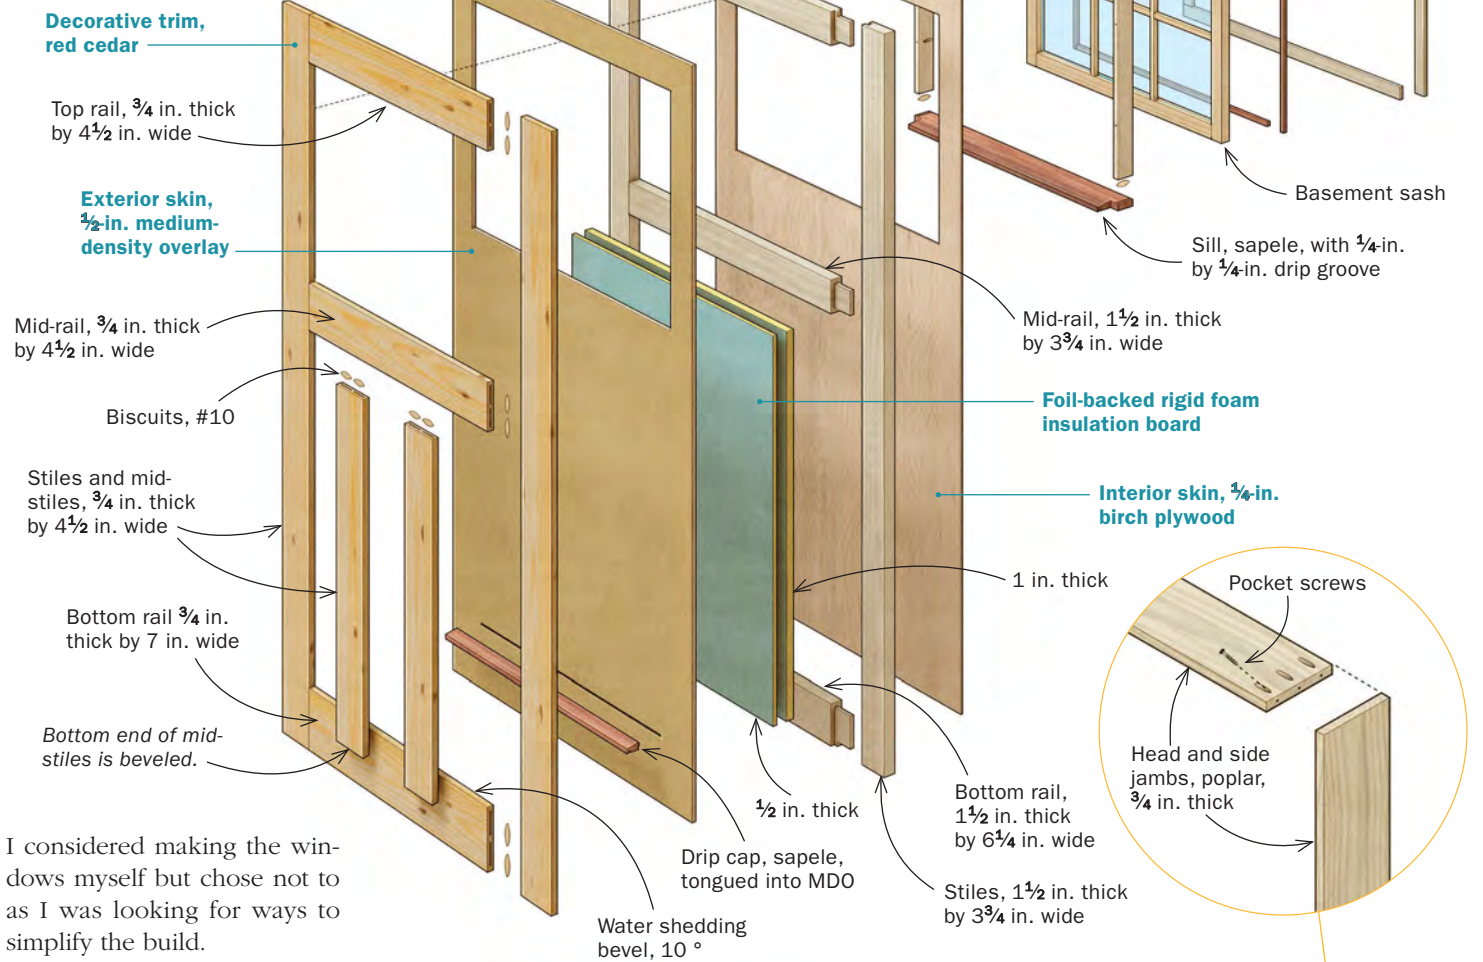 Decorative trim,
red cedar
Top rail, ¾ in. thick
by 4½ in. wide
Exterior skin,
½-in. medium-
density overlay
Mid-rail, ¾ in. thick
by 4½ in. wide
Biscuits, #10
Stiles and mid-
stiles, ¾ in. thick
by 4½ in. wide
Bottom rail ¾ in.
thick by 7 in. wide
Bottom end of mid-
stiles is beveled.
I considered making the win-
dows myself but chose not to
as I was looking for ways to
simplify the build.
Water shedding
bevel, 10 °
Drip cap, sapele,
tongued into MDO
½ in. thick
Basement sash
Sill, sapele, with ¼-in.
by ¼-in. drip groove
Mid-rail, 1½ in. thick
by 3¾ in. wide
Foil-backed rigid foam
insulation board
Interior skin, ¼-in.
birch plywood
1 in. thick
Bottom rail,
1½ in. thick
by 6¼ in. wide
Stiles, 1½ in. thick
by 3¾ in. wide
Pocket screws
Head and side
jambs, poplar,
¾ in. thick